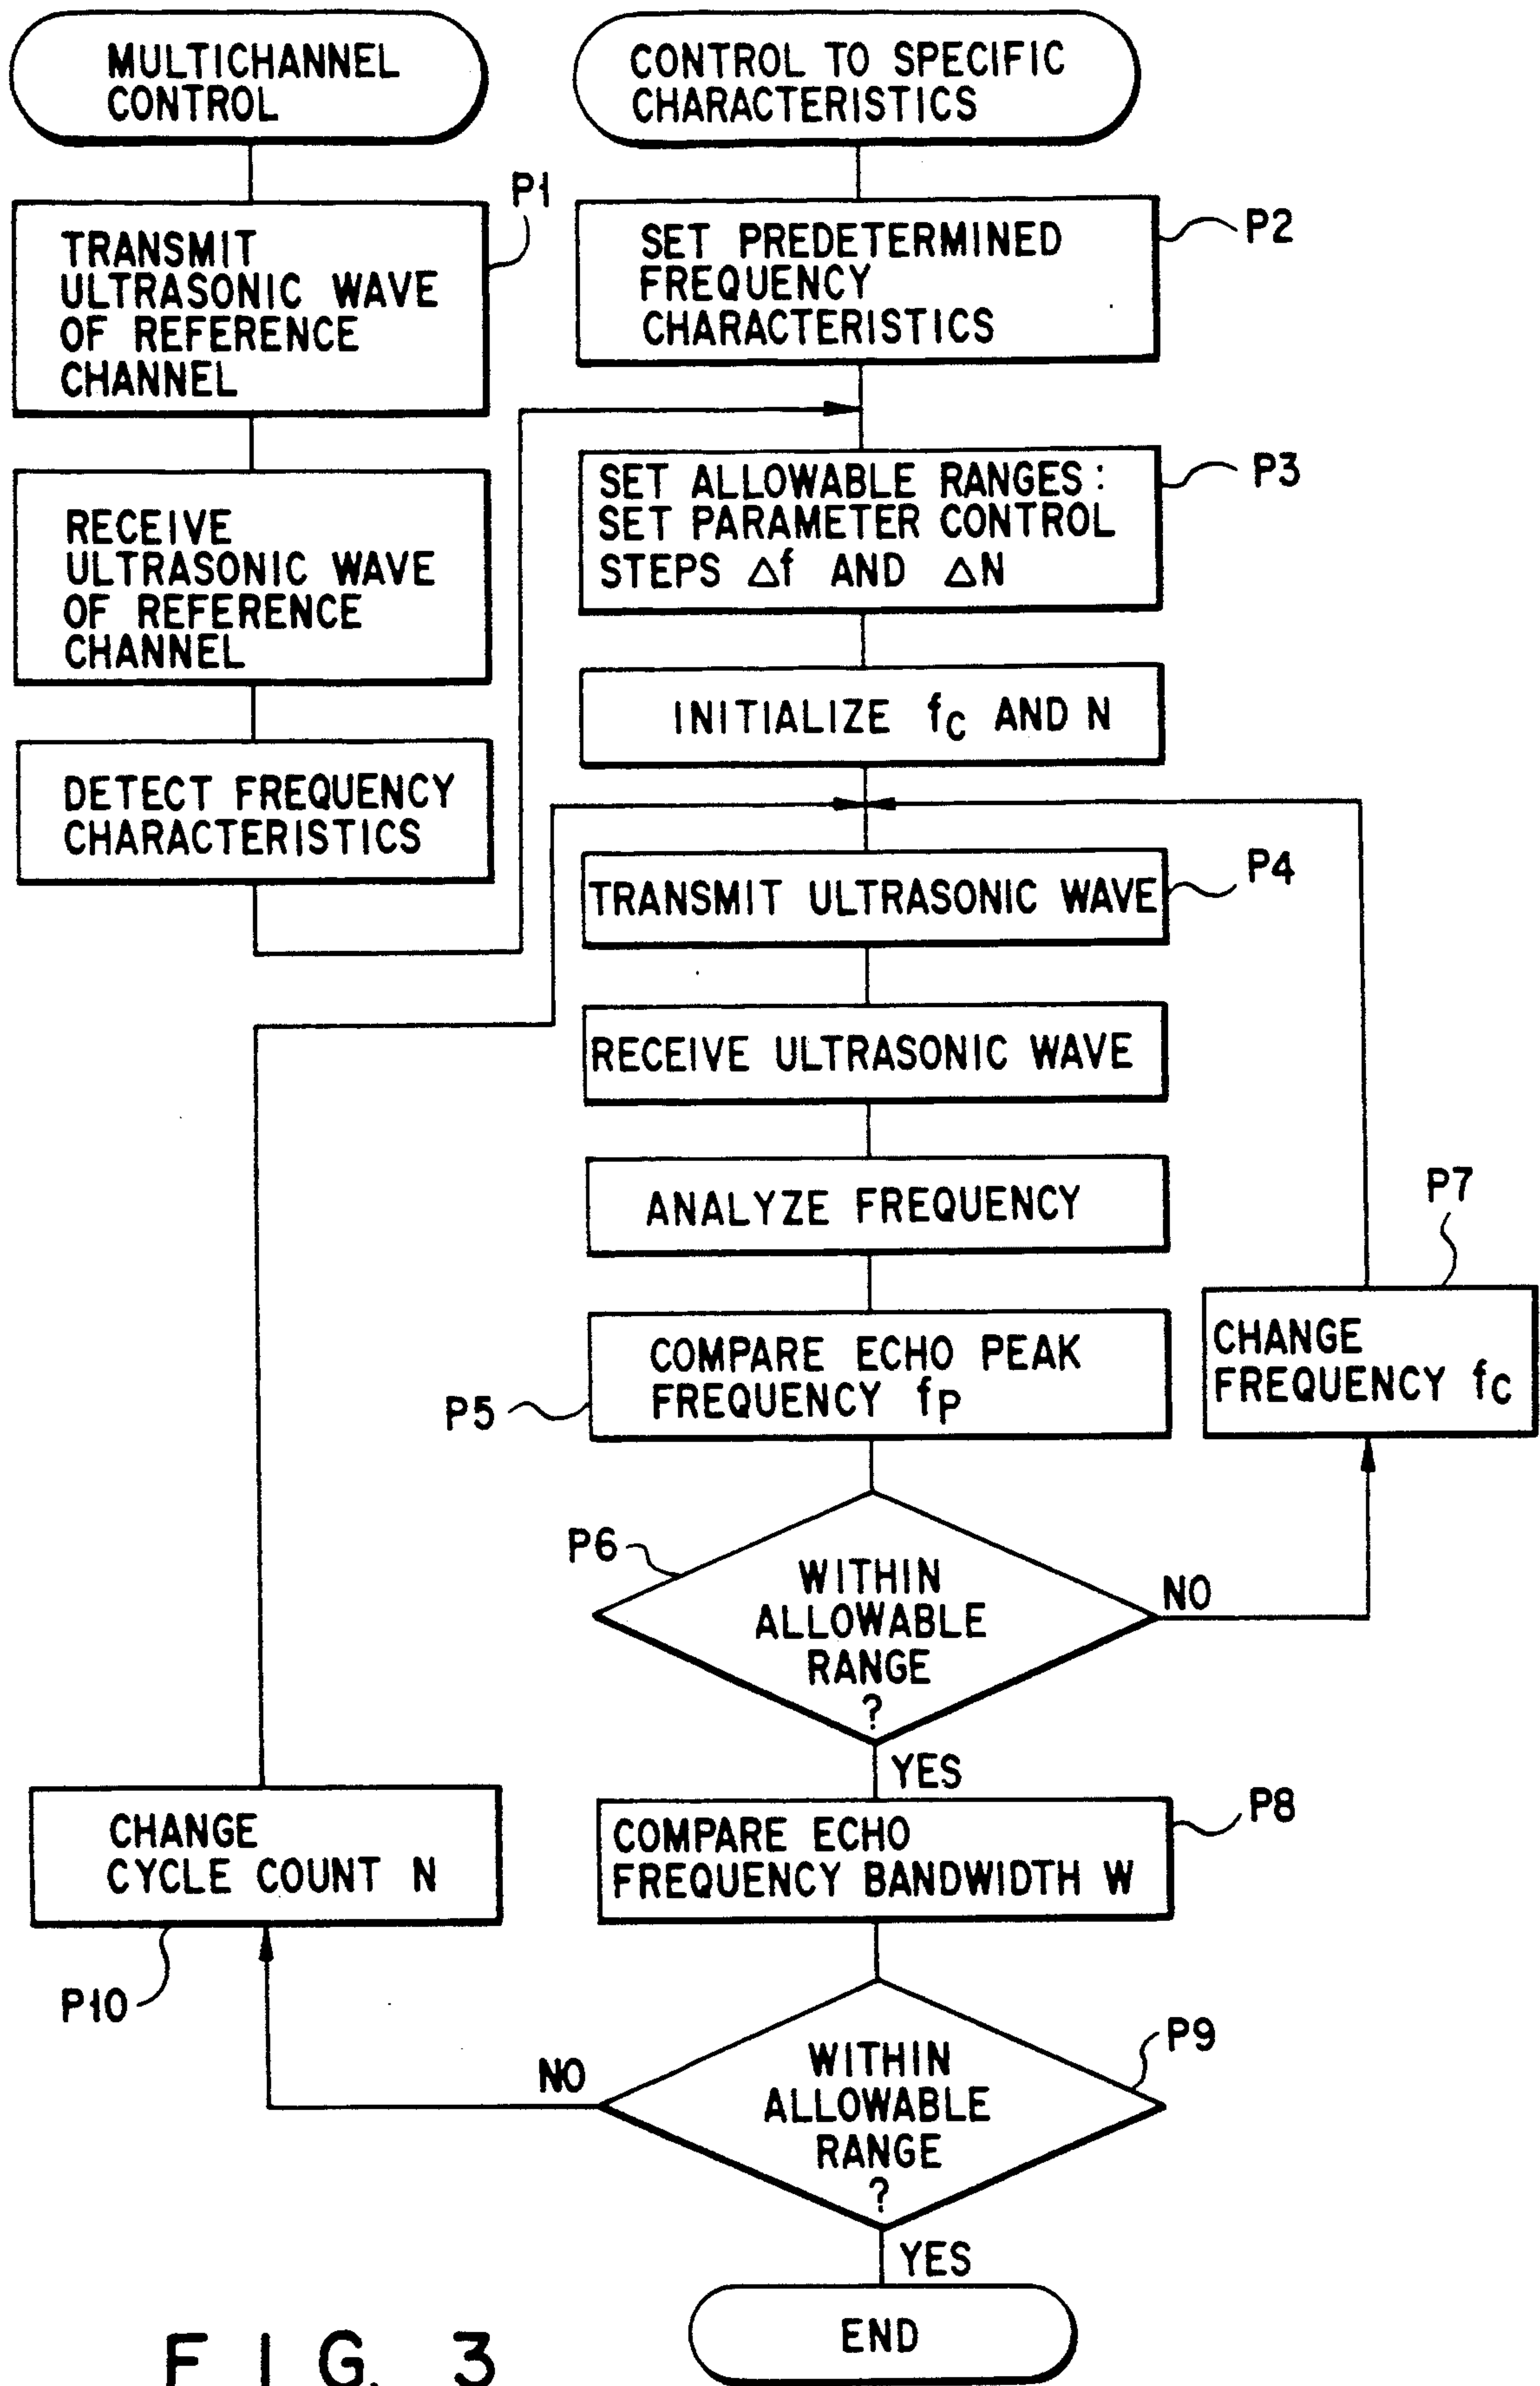 MULTICHANNEL
CONTROL
CONTROL TO SPECIFIC
CHARACTERISTICS
P1
TRANSMIT
ULTRASONIC WAVE
OF REFERENCE
CHANNEL
SET PREDETERMINED
FREQUENCY
CHARACTERISTICS
P2
RECEIVE
ULTRASONIC WAVE
OF REFERENCE
CHANNEL
SET ALLOWABLE RANGES:
SET PARAMETER CONTROL
STEPS Δf AND ΔN
P3
DETECT FREQUENCY
CHARACTERISTICS
INITIALIZE fc AND N
TRANSMIT ULTRASONIC WAVE
P4
RECEIVE ULTRASONIC WAVE
ANALYZE FREQUENCY
COMPARE ECHO PEAK
FREQUENCY fP
P5
P7
CHANGE
FREQUENCY fc
P6
WITHIN
ALLOWABLE
RANGE
?
NO
YES
COMPARE ECHO
FREQUENCY BANDWIDTH W
P8
CHANGE
CYCLE COUNT N
P10
WITHIN
ALLOWABLE
RANGE
?
P9
NO
YES
END
FIG. 3